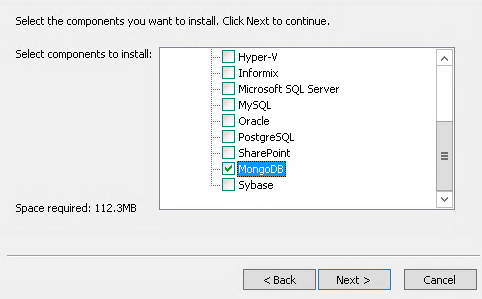 Select the components you want to install. Click Next to continue.
Select components to install:
Hyper-V
Informix
Microsoft SQL Server
MySQL
Oracle
PostgreSQL
SharePoint
MongoDB
Sybase
Space required: 112.3MB
< Back
Next >
Cancel